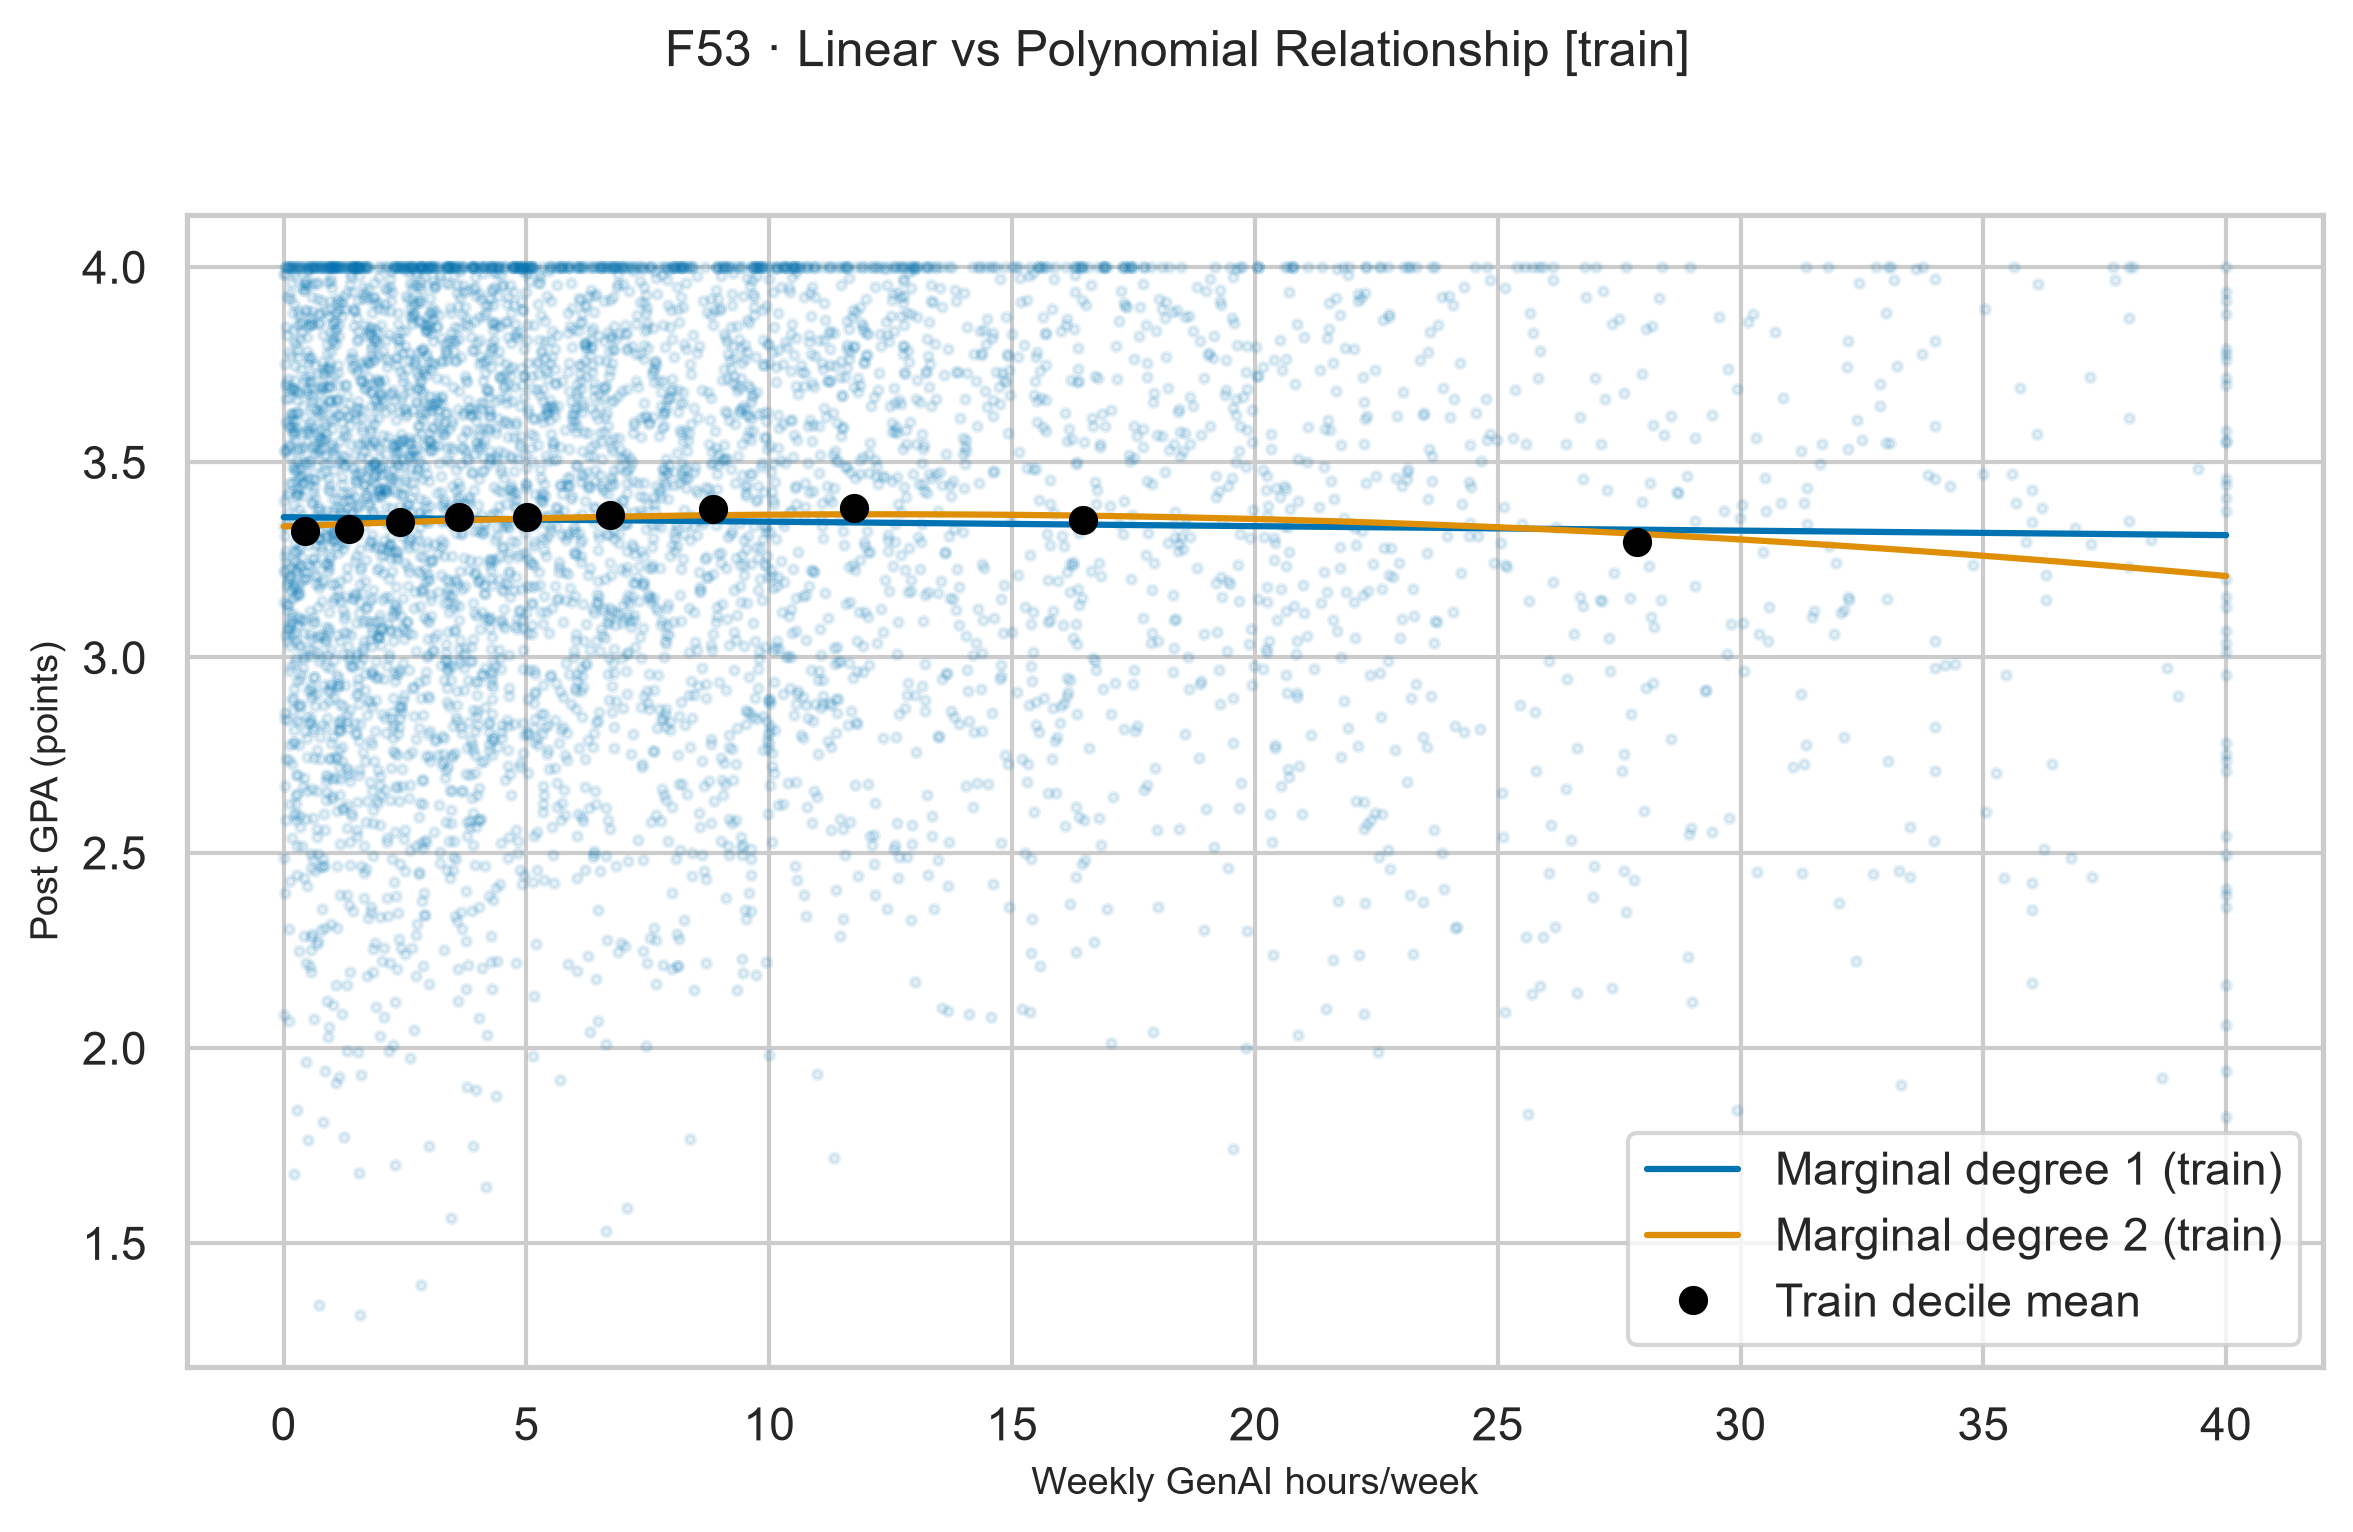 F53 · Linear vs Polynomial Relationship [train]
4.0
3.5
3.0
2.5
2.0
1.5
Post GPA (points)
Marginal degree 1 (train)
Marginal degree 2 (train)
Train decile mean
0 5 10 15 20 25 30 35 40
Weekly GenAI hours/week